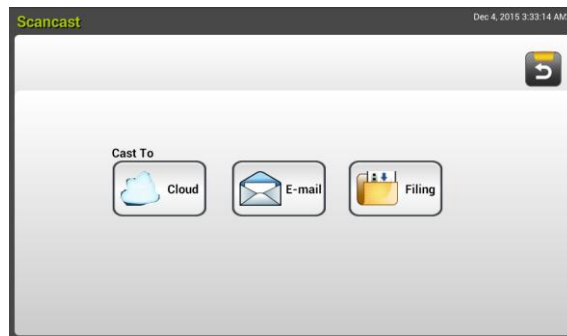 Scancast
Dec 4, 2015 3:33:14 AM
Cast To
Cloud
E-mail
Filing